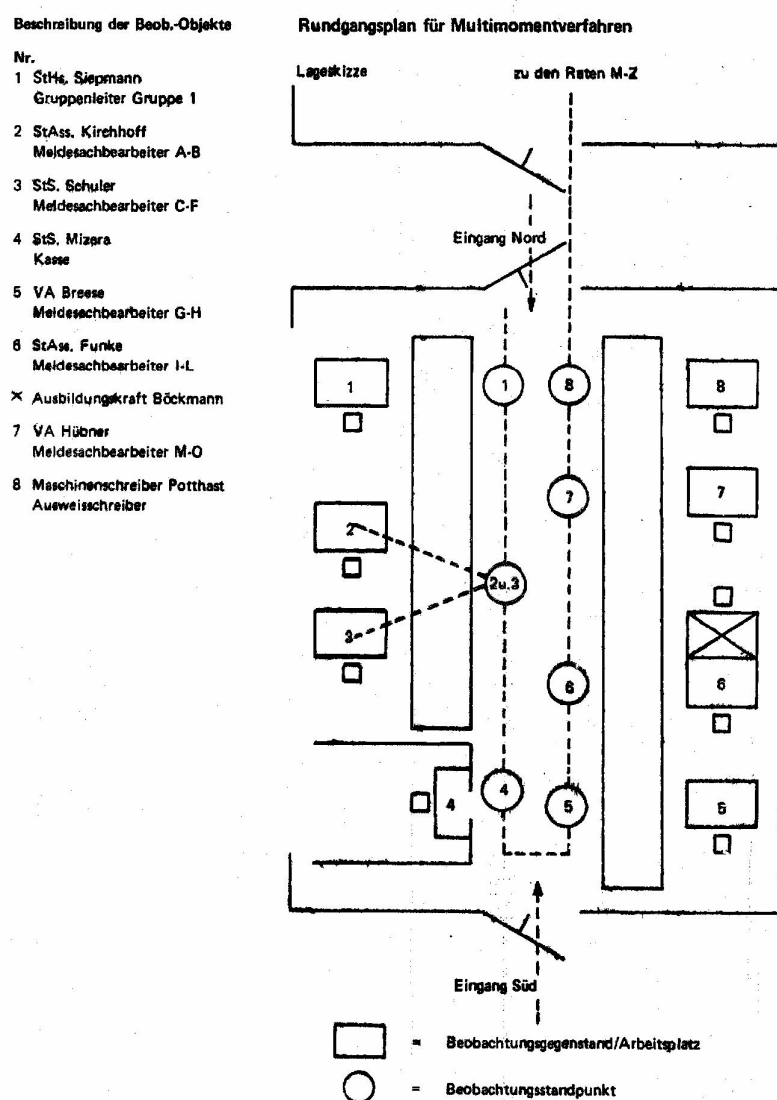 Beschreibung der Beob.-Objekte
Nr.
1 StHs. Siepmann
Gruppenleiter Gruppe 1
2 StAss. Kirchhoff
Meldesachbearbeiter A-B
3 StS. Schuler
Meldesachbearbeiter C-F
4 StS. Mizera
Kasse
5 VA Breese
Meldesachbearbeiter G-H
6 StAss. Funke
Meldesachbearbeiter I-L
× Ausbildungskraft Böckmann
7 VA Hübner
Meldesachbearbeiter M-O
8 Maschinenschreiber Potthast
Ausweisschreiber
Rundgangsplan für Multimomentverfahren
Lageskizze
zu den Raten M-Z
Eingang Nord
1
1
8
8
7
7
2
2u.3
3
6
6
4
4
5
5
Eingang Süd
= Beobachtungsgegenstand/Arbeitsplatz
= Beobachtungsstandpunkt